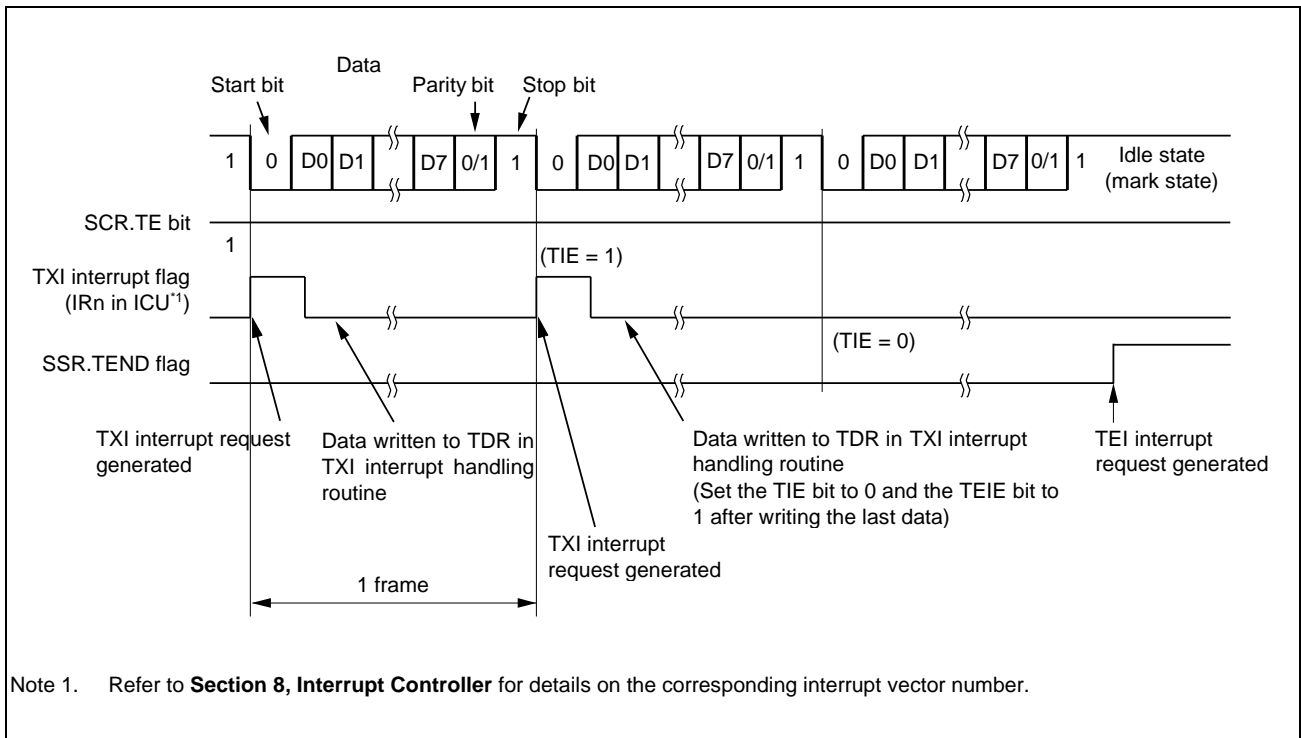 Data
Start bit
Parity bit
Stop bit
1 0 D0 D1 D7 0/1 1 0 D0 D1 D7 0/1 1 0 D0 D1 D7 0/1 1
Idle state
(mark state)
SCR.TE bit
1
(TIE = 1)
TXI interrupt flag
(IRn in ICU*1)
(TIE = 0)
SSR.TEND flag
TXI interrupt request
generated
Data written to TDR in
TXI interrupt handling
routine
Data written to TDR in TXI interrupt
handling routine
(Set the TIE bit to 0 and the TEIE bit to
1 after writing the last data)
TEI interrupt
request generated
TXI interrupt
request generated
1 frame
Note 1. Refer to Section 8, Interrupt Controller for details on the corresponding interrupt vector number.